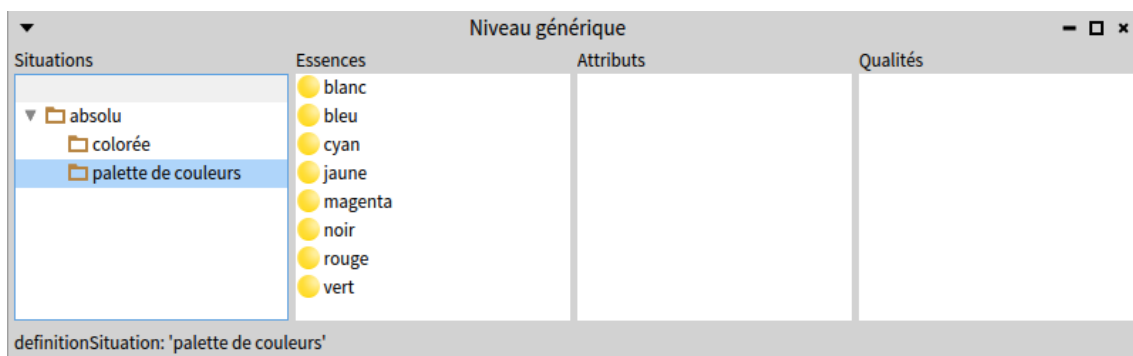 Niveau générique
Situations
Essences
Attributs
Qualités
absolu
colorée
palette de couleurs
blanc
bleu
cyan
jaune
magenta
noir
rouge
vert
definitionSituation: 'palette de couleurs'